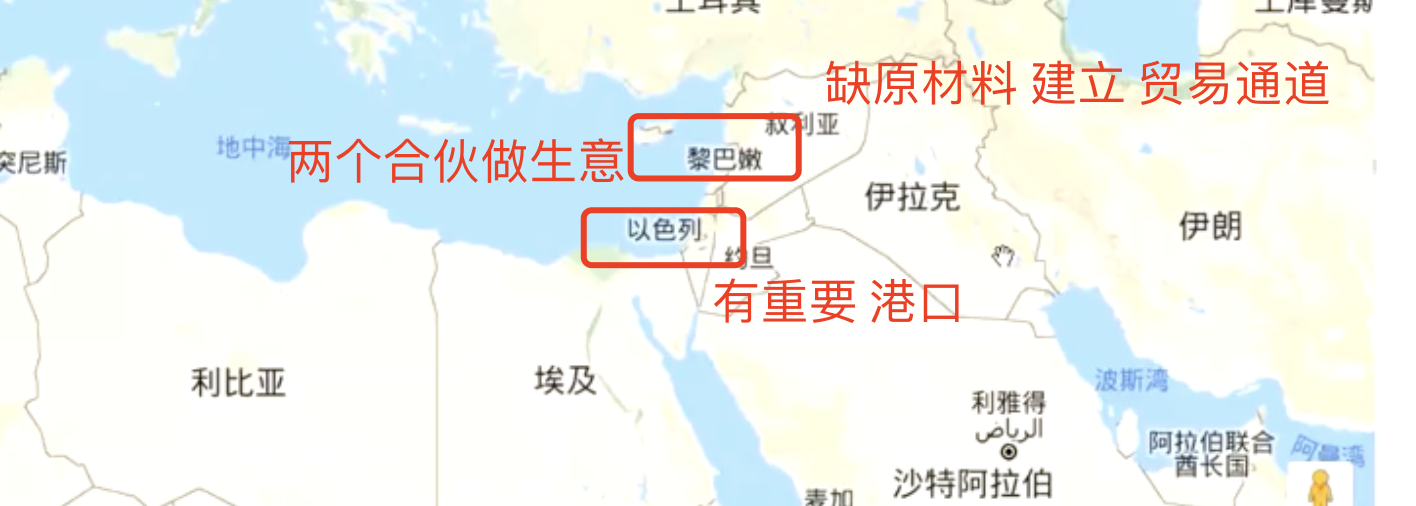 土耳其
缺原材料 建立 贸易通道
叙利亚
地中海
两个合伙做生意
黎巴嫩
突尼斯
伊拉克
以色列
伊朗
约旦
有重要 港口
利比亚
埃及
波斯湾
利雅得
الرياض
阿拉伯联合
酋长国
阿曼湾
沙特阿拉伯
麦加